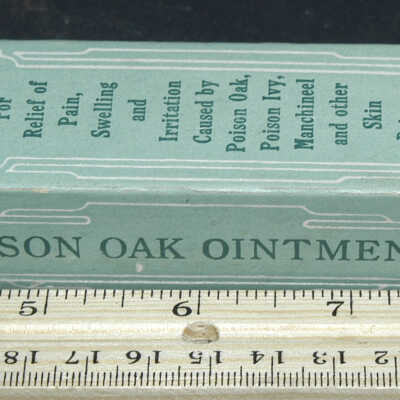 For
Relief of
Pain,
Swelling
and
Irritation
Caused by
Poison Oak,
Poison Ivy,
Manchineel
and other
Skin
SON OAK OINTMEN
5 6 7
18 17 16 15 14 13 12